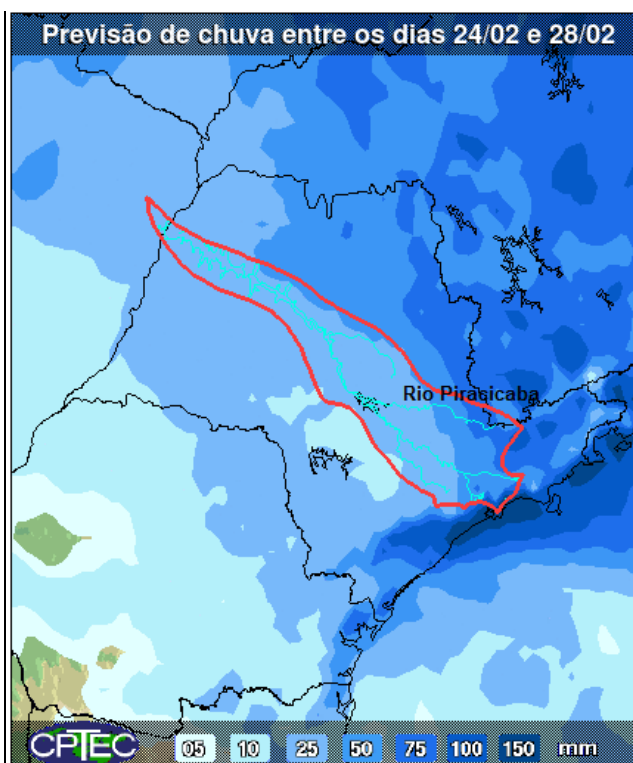 Previsão de chuva entre os dias 24/02 e 28/02
Rio Piracicaba
CPTEC 05 10 25 50 75 100 150 mm